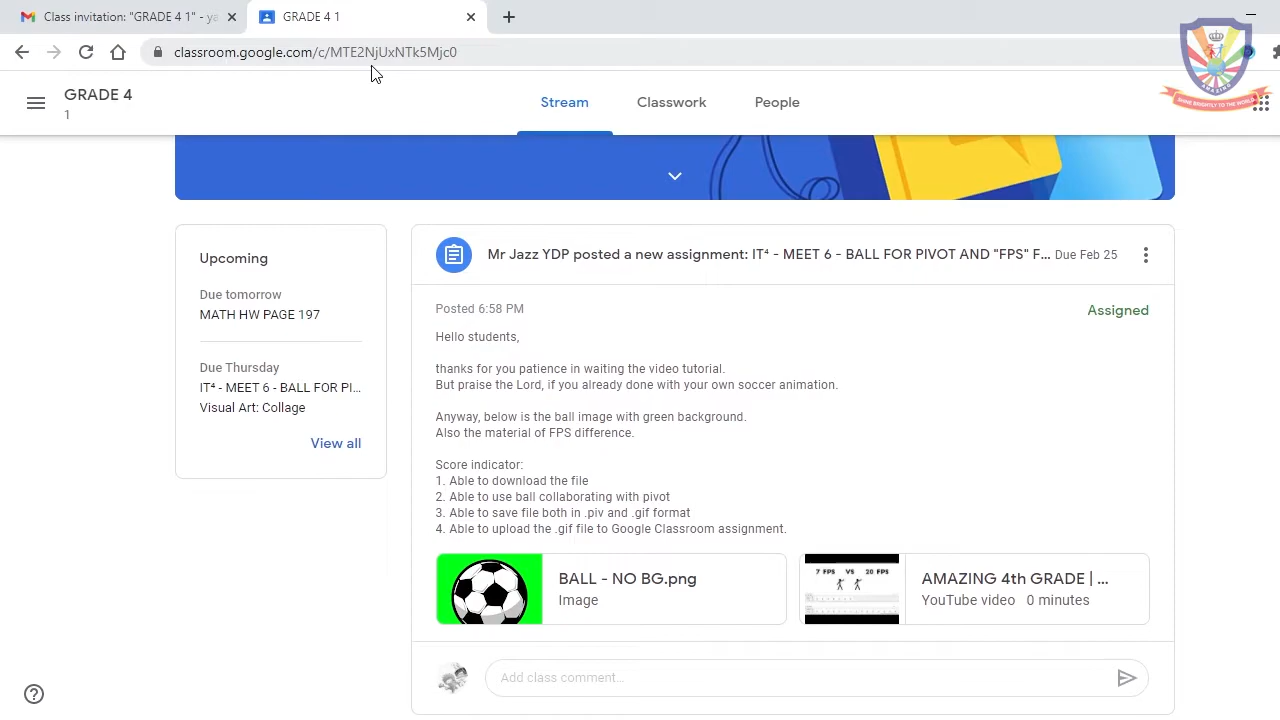 Class invitation: "GRADE 4 1" - ya
GRADE 4 1
classroom.google.com/c/MTE2NjUxNTk5Mjc0
GRADE 4
1
Stream
Classwork
People
AMAZING
SHINE BRIGHTLY TO THE WORLD
Upcoming
Due tomorrow
MATH HW PAGE 197
Due Thursday
IT⁴ - MEET 6 - BALL FOR PI...
Visual Art: Collage
View all
Mr Jazz YDP posted a new assignment: IT⁴ - MEET 6 - BALL FOR PIVOT AND "FPS" F... Due Feb 25
Posted 6:58 PM
Assigned
Hello students,
thanks for you patience in waiting the video tutorial.
But praise the Lord, if you already done with your own soccer animation.
Anyway, below is the ball image with green background.
Also the material of FPS difference.
Score indicator:
1. Able to download the file
2. Able to use ball collaborating with pivot
3. Able to save file both in .piv and .gif format
4. Able to upload the .gif file to Google Classroom assignment.
BALL - NO BG.png
Image
7 FPS VS 20 FPS
AMAZING 4th GRADE | ...
YouTube video 0 minutes
Add class comment...